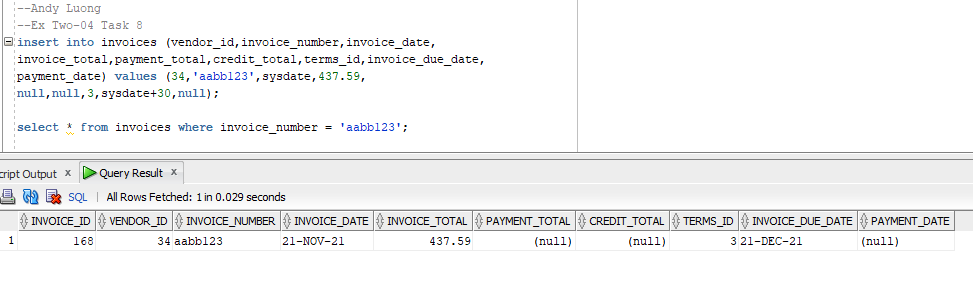 --Andy Luong
--Ex Two-04 Task 8
insert into invoices (vendor_id,invoice_number,invoice_date,
invoice_total,payment_total,credit_total,terms_id,invoice_due_date,
payment_date) values (34,'aabb123',sysdate,437.59,
null,null,3,sysdate+30,null);
select * from invoices where invoice_number = 'aabb123';
cript Output x Query Result x
SQL | All Rows Fetched: 1 in 0.029 seconds
INVOICE_ID VENDOR_ID INVOICE_NUMBER INVOICE_DATE INVOICE_TOTAL PAYMENT_TOTAL CREDIT_TOTAL TERMS_ID INVOICE_DUE_DATE PAYMENT_DATE
1 168 34 aabb123 21-NOV-21 437.59 (null) (null) 3 21-DEC-21 (null)